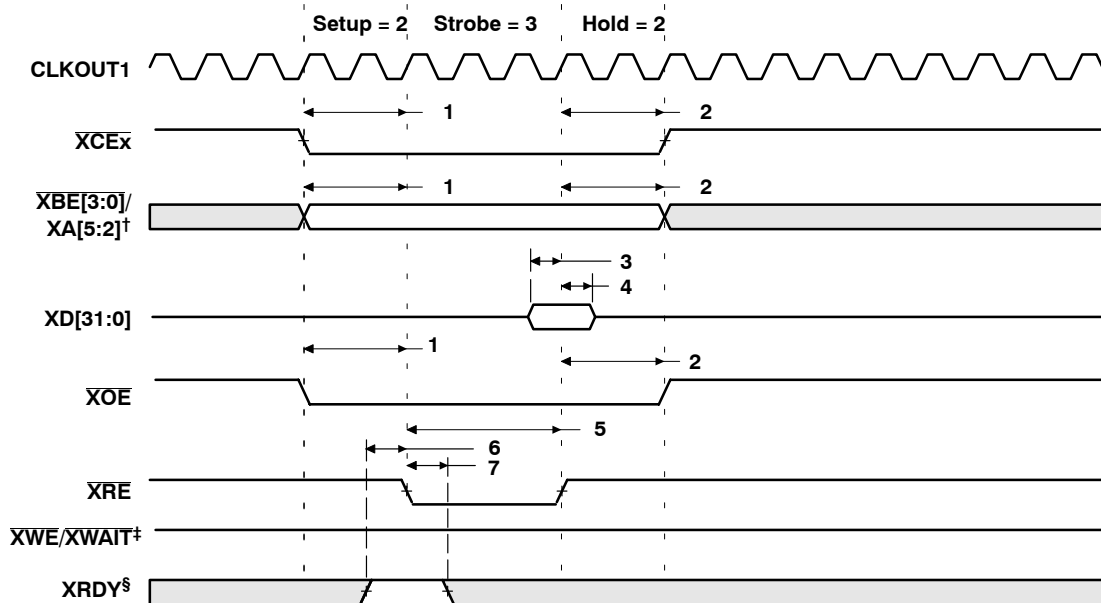 Setup = 2 Strobe = 3 Hold = 2
CLKOUT1
1 2
XCEx
1 2
XBE[3:0]/
XA[5:2]†
3
4
XD[31:0]
1
2
XOE
5
6
7
XRE
XWE/XWAIT‡
XRDY§